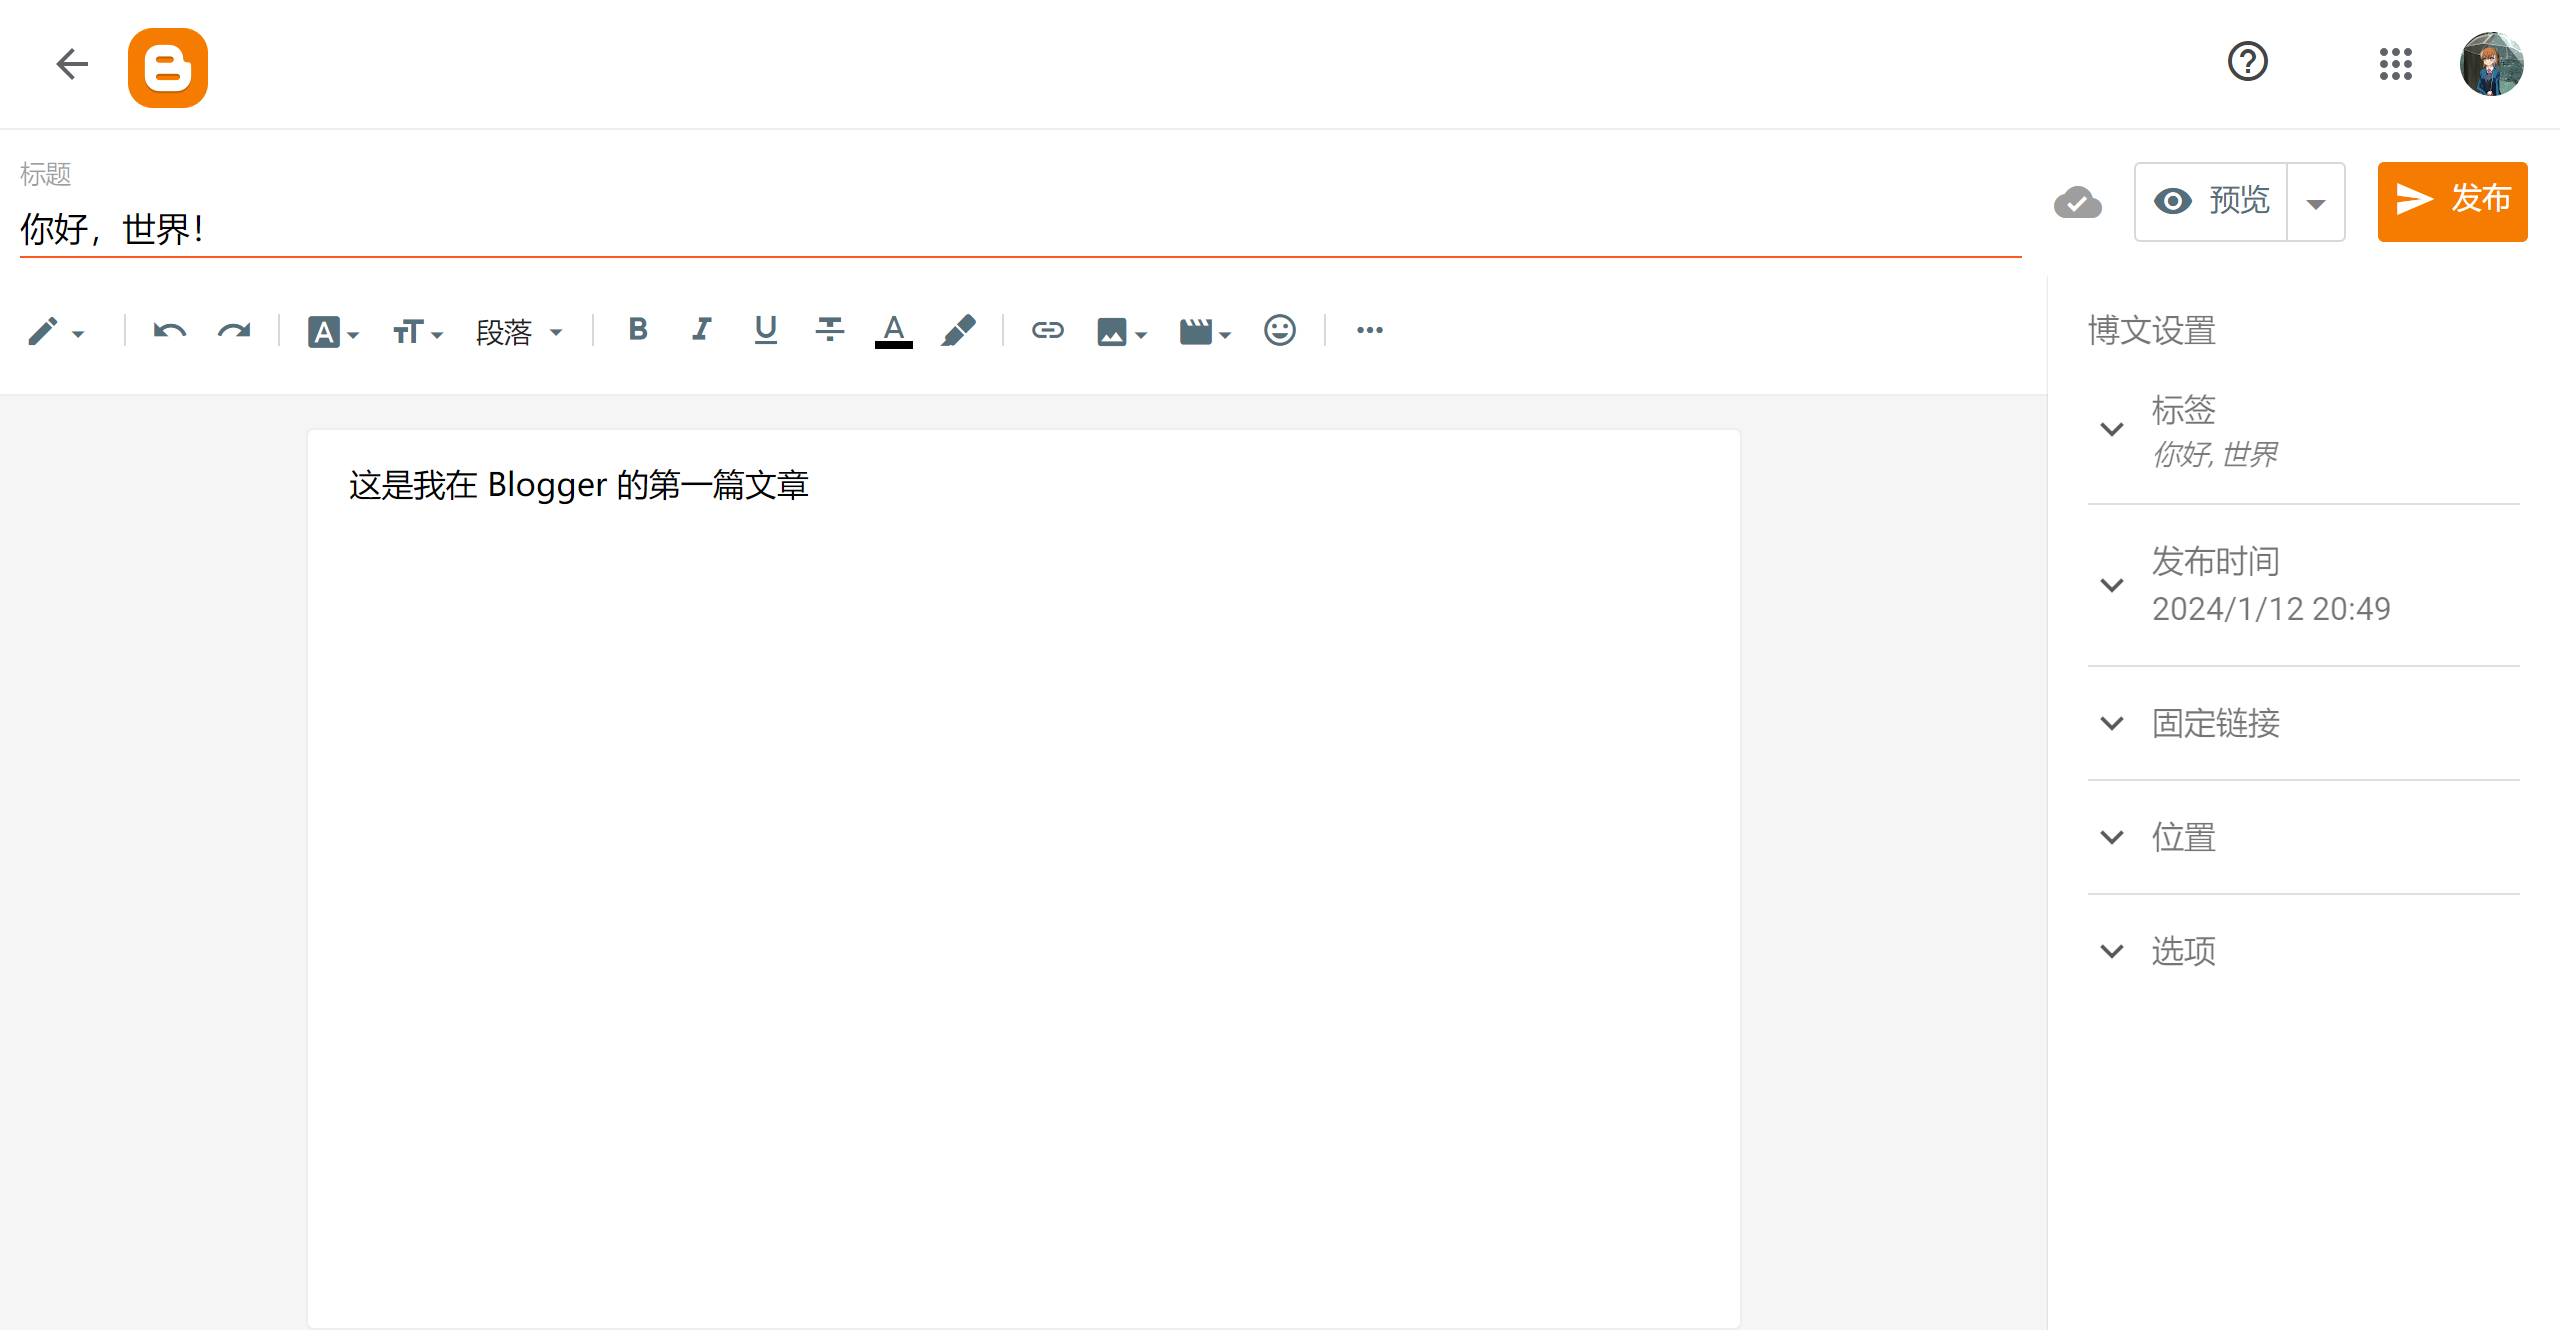 标题
你好，世界！
预览
发布
段落
博文设置
标签
你好, 世界
发布时间
2024/1/12 20:49
固定链接
位置
选项
这是我在 Blogger 的第一篇文章